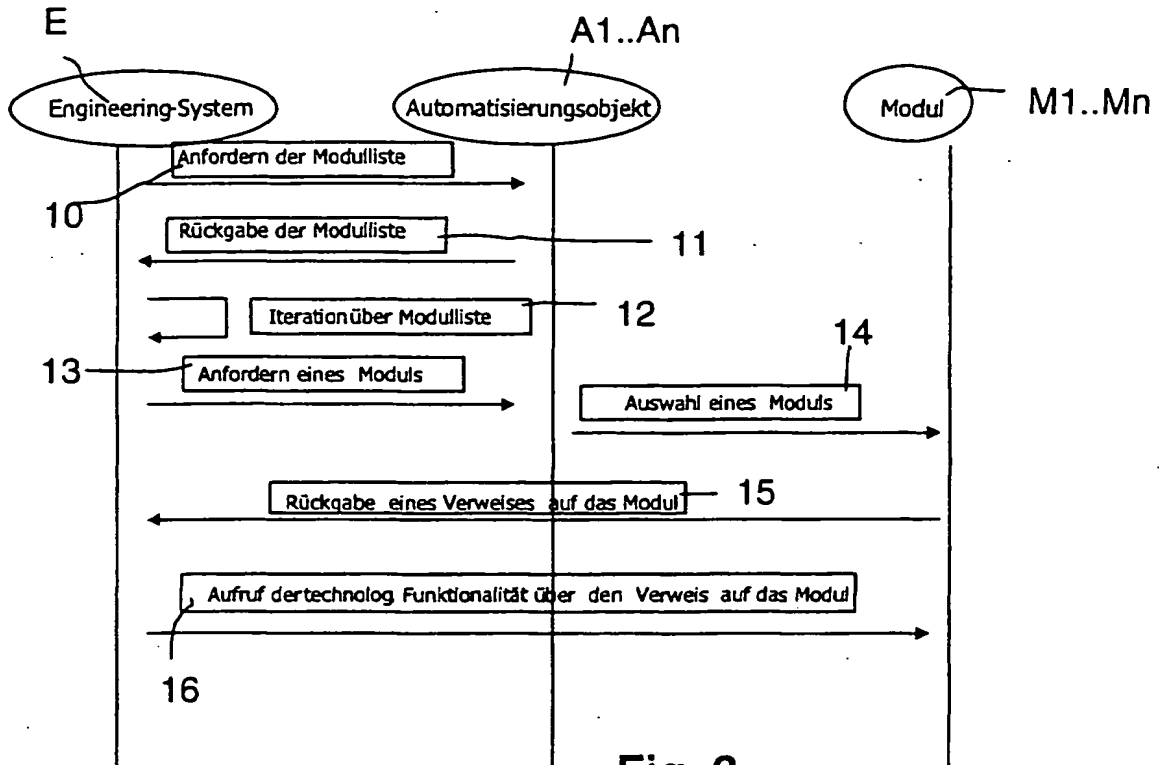 E
A1..An
Engineering-System
Automatisierungsobjekt
Modul
M1..Mn
Anfordern der Modulliste
10
Rückgabe der Modulliste
11
Iteration über Modulliste
12
13
Anfordern eines Moduls
14
Auswahl eines Moduls
Rückgabe eines Verweises auf das Modul
15
Aufruf dertechnolog. Funktionalität über den Verweis auf das Modul
16